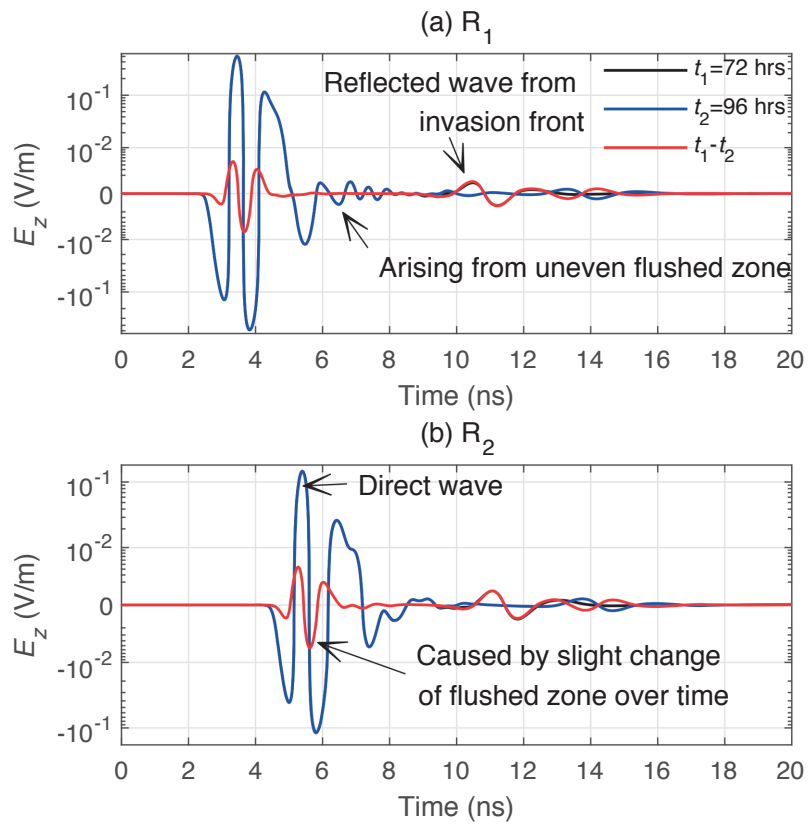 (a) R₁
Reflected wave from
invasion front
t₁=72 hrs
t₂=96 hrs
t₁-t₂
Arising from uneven flushed zone
E_z (V/m)
10⁻¹
10⁻²
0
-10⁻²
-10⁻¹
0 2 4 6 8 10 12 14 16 18 20
Time (ns)
(b) R₂
Direct wave
Caused by slight change
of flushed zone over time
E_z (V/m)
10⁻¹
10⁻²
0
-10⁻²
-10⁻¹
0 2 4 6 8 10 12 14 16 18 20
Time (ns)